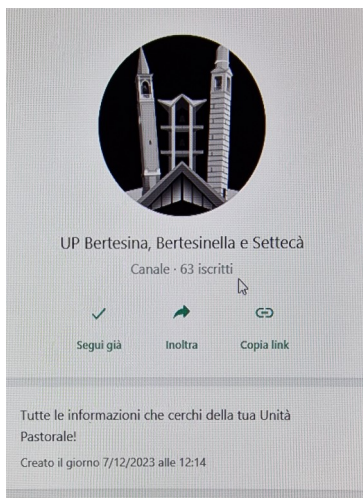 UP Bertesina, Bertesinella e Settecà
Canale · 63 iscritti
Segui già Inoltra Copia link
Tutte le informazioni che cerchi della tua Unità
Pastorale!
Creato il giorno 7/12/2023 alle 12:14